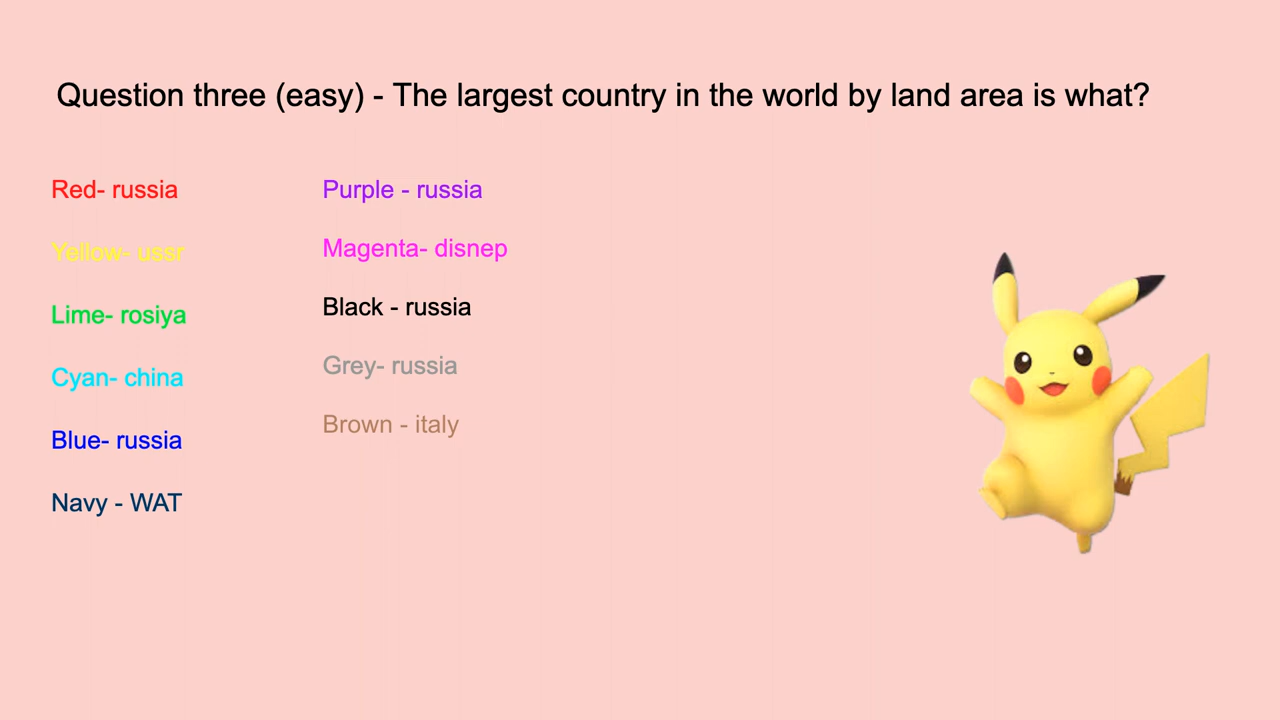 Question three (easy) - The largest country in the world by land area is what?
Red- russia
Yellow- ussr
Lime- rosiya
Cyan- china
Blue- russia
Navy - WAT
Purple - russia
Magenta- disnep
Black - russia
Grey- russia
Brown - italy